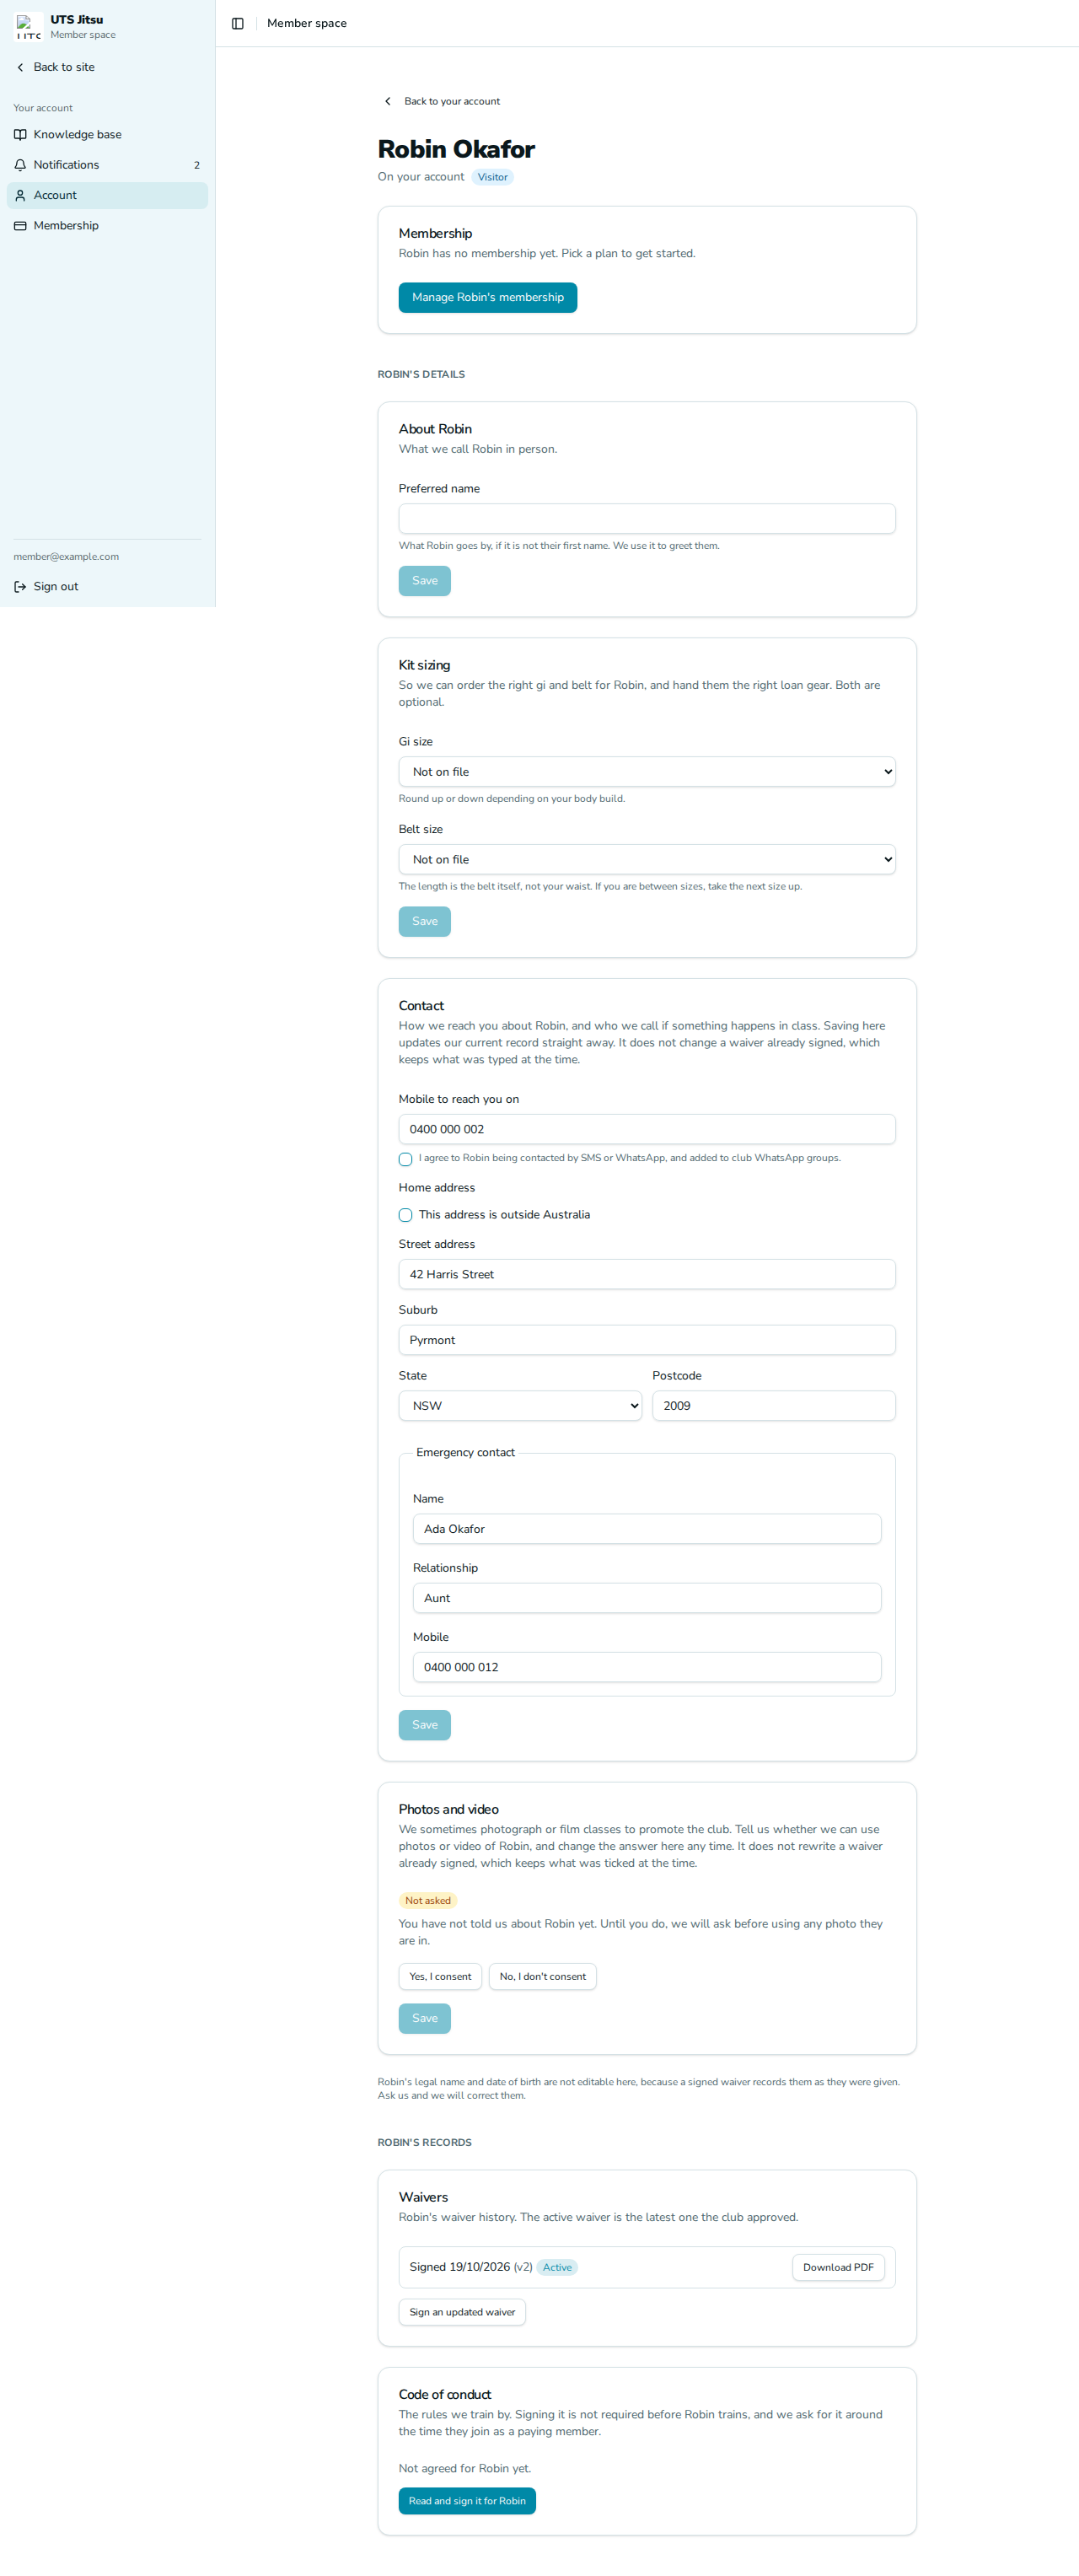 UTS Jitsu
Member space
Back to site
Your account
Knowledge base
Notifications 2
Account
Membership
member@example.com
Sign out
Member space
Back to your account
Robin Okafor
On your account Visitor
Membership
Robin has no membership yet. Pick a plan to get started.
Manage Robin's membership
ROBIN'S DETAILS
About Robin
What we call Robin in person.
Preferred name
What Robin goes by, if it is not their first name. We use it to greet them.
Save
Kit sizing
So we can order the right gi and belt for Robin, and hand them the right loan gear. Both are
optional.
Gi size
Not on file
Round up or down depending on your body build.
Belt size
Not on file
The length is the belt itself, not your waist. If you are between sizes, take the next size up.
Save
Contact
How we reach you about Robin, and who we call if something happens in class. Saving here
updates our current record straight away. It does not change a waiver already signed, which
keeps what was typed at the time.
Mobile to reach you on
0400 000 002
I agree to Robin being contacted by SMS or WhatsApp, and added to club WhatsApp groups.
Home address
This address is outside Australia
Street address
42 Harris Street
Suburb
Pyrmont
State Postcode
NSW 2009
Emergency contact
Name
Ada Okafor
Relationship
Aunt
Mobile
0400 000 012
Save
Photos and video
We sometimes photograph or film classes to promote the club. Tell us whether we can use
photos or video of Robin, and change the answer here any time. It does not rewrite a waiver
already signed, which keeps what was ticked at the time.
Not asked
You have not told us about Robin yet. Until you do, we will ask before using any photo they
are in.
Yes, I consent No, I don't consent
Save
Robin's legal name and date of birth are not editable here, because a signed waiver records them as they were given.
Ask us and we will correct them.
ROBIN'S RECORDS
Waivers
Robin's waiver history. The active waiver is the latest one the club approved.
Signed 19/10/2026 (v2) Active Download PDF
Sign an updated waiver
Code of conduct
The rules we train by. Signing it is not required before Robin trains, and we ask for it around
the time they join as a paying member.
Not agreed for Robin yet.
Read and sign it for Robin